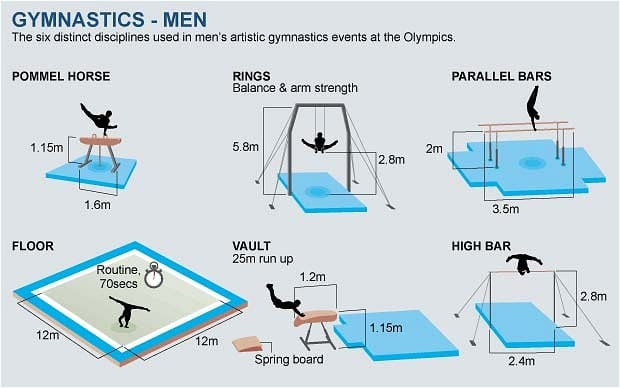 GYMNASTICS - MEN
The six distinct disciplines used in men's artistic gymnastics events at the Olympics.
POMMEL HORSE
1.15m
1.6m
RINGS
Balance & arm strength
5.8m
2.8m
PARALLEL BARS
2m
3.5m
FLOOR
Routine,
70secs
12m
12m
VAULT
25m run up
1.2m
1.15m
Spring board
HIGH BAR
2.8m
2.4m